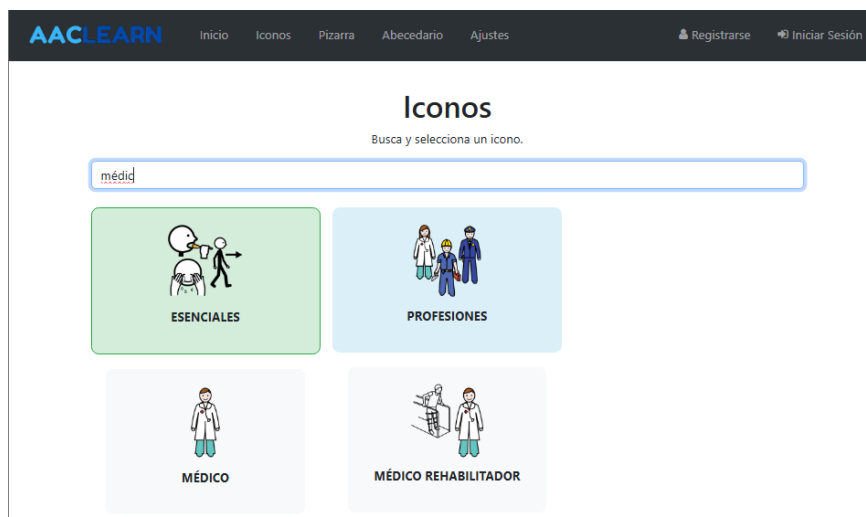 AACLEARN Inicio Iconos Pizarra Abecedario Ajustes Registrarse Iniciar Sesión
Iconos
Busca y selecciona un icono.
médic
ESENCIALES PROFESIONES
MÉDICO MÉDICO REHABILITADOR